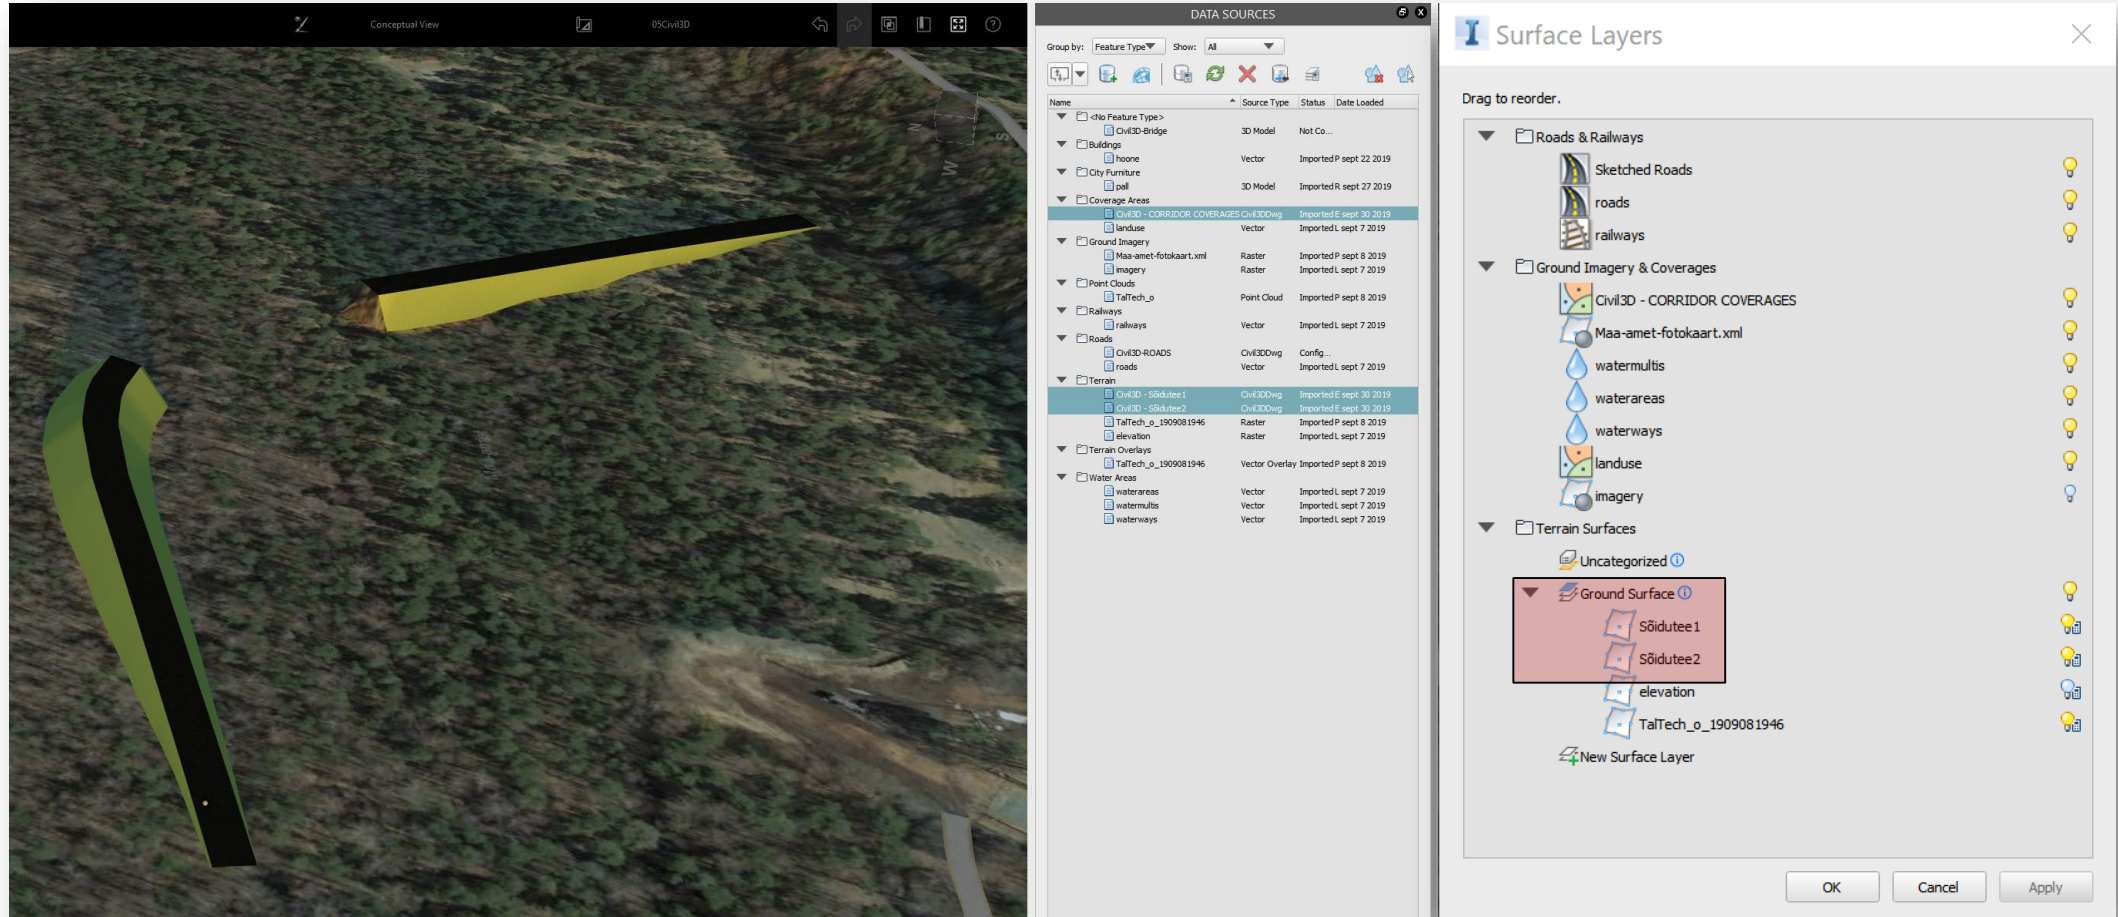 Conceptual View
05Civil3D
N
S
W
DATA SOURCES
Group by: Feature Type Show: All
Name Source Type Status Date Loaded
<No Feature Type>
Civil3D-Bridge 3D Model Not Co...
Buildings
hoone Vector Imported P sept 22 2019
City Furniture
pall 3D Model Imported R sept 27 2019
Coverage Areas
Civil3D - CORRIDOR COVERAGES Civil3DDwg Imported E sept 30 2019
landuse Vector Imported L sept 7 2019
Ground Imagery
Maa-amet-fotokaart.xml Raster Imported P sept 8 2019
imagery Raster Imported L sept 7 2019
Point Clouds
TalTech_o Point Cloud Imported P sept 8 2019
Railways
railways Vector Imported L sept 7 2019
Roads
Civil3D-ROADS Civil3DDwg Config...
roads Vector Imported L sept 7 2019
Terrain
Civil3D - Sõidutee1 Civil3DDwg Imported E sept 30 2019
Civil3D - Sõidutee2 Civil3DDwg Imported E sept 30 2019
TalTech_o_1909081946 Raster Imported P sept 8 2019
elevation Raster Imported L sept 7 2019
Terrain Overlays
TalTech_o_1909081946 Vector Overlay Imported P sept 8 2019
Water Areas
waterareas Vector Imported L sept 7 2019
watermultis Vector Imported L sept 7 2019
waterways Vector Imported L sept 7 2019
Surface Layers
Drag to reorder.
Roads & Railways
Sketched Roads
roads
railways
Ground Imagery & Coverages
Civil3D - CORRIDOR COVERAGES
Maa-amet-fotokaart.xml
watermultis
waterareas
waterways
landuse
imagery
Terrain Surfaces
Uncategorized
Ground Surface
Sõidutee1
Sõidutee2
elevation
TalTech_o_1909081946
New Surface Layer
OK Cancel Apply